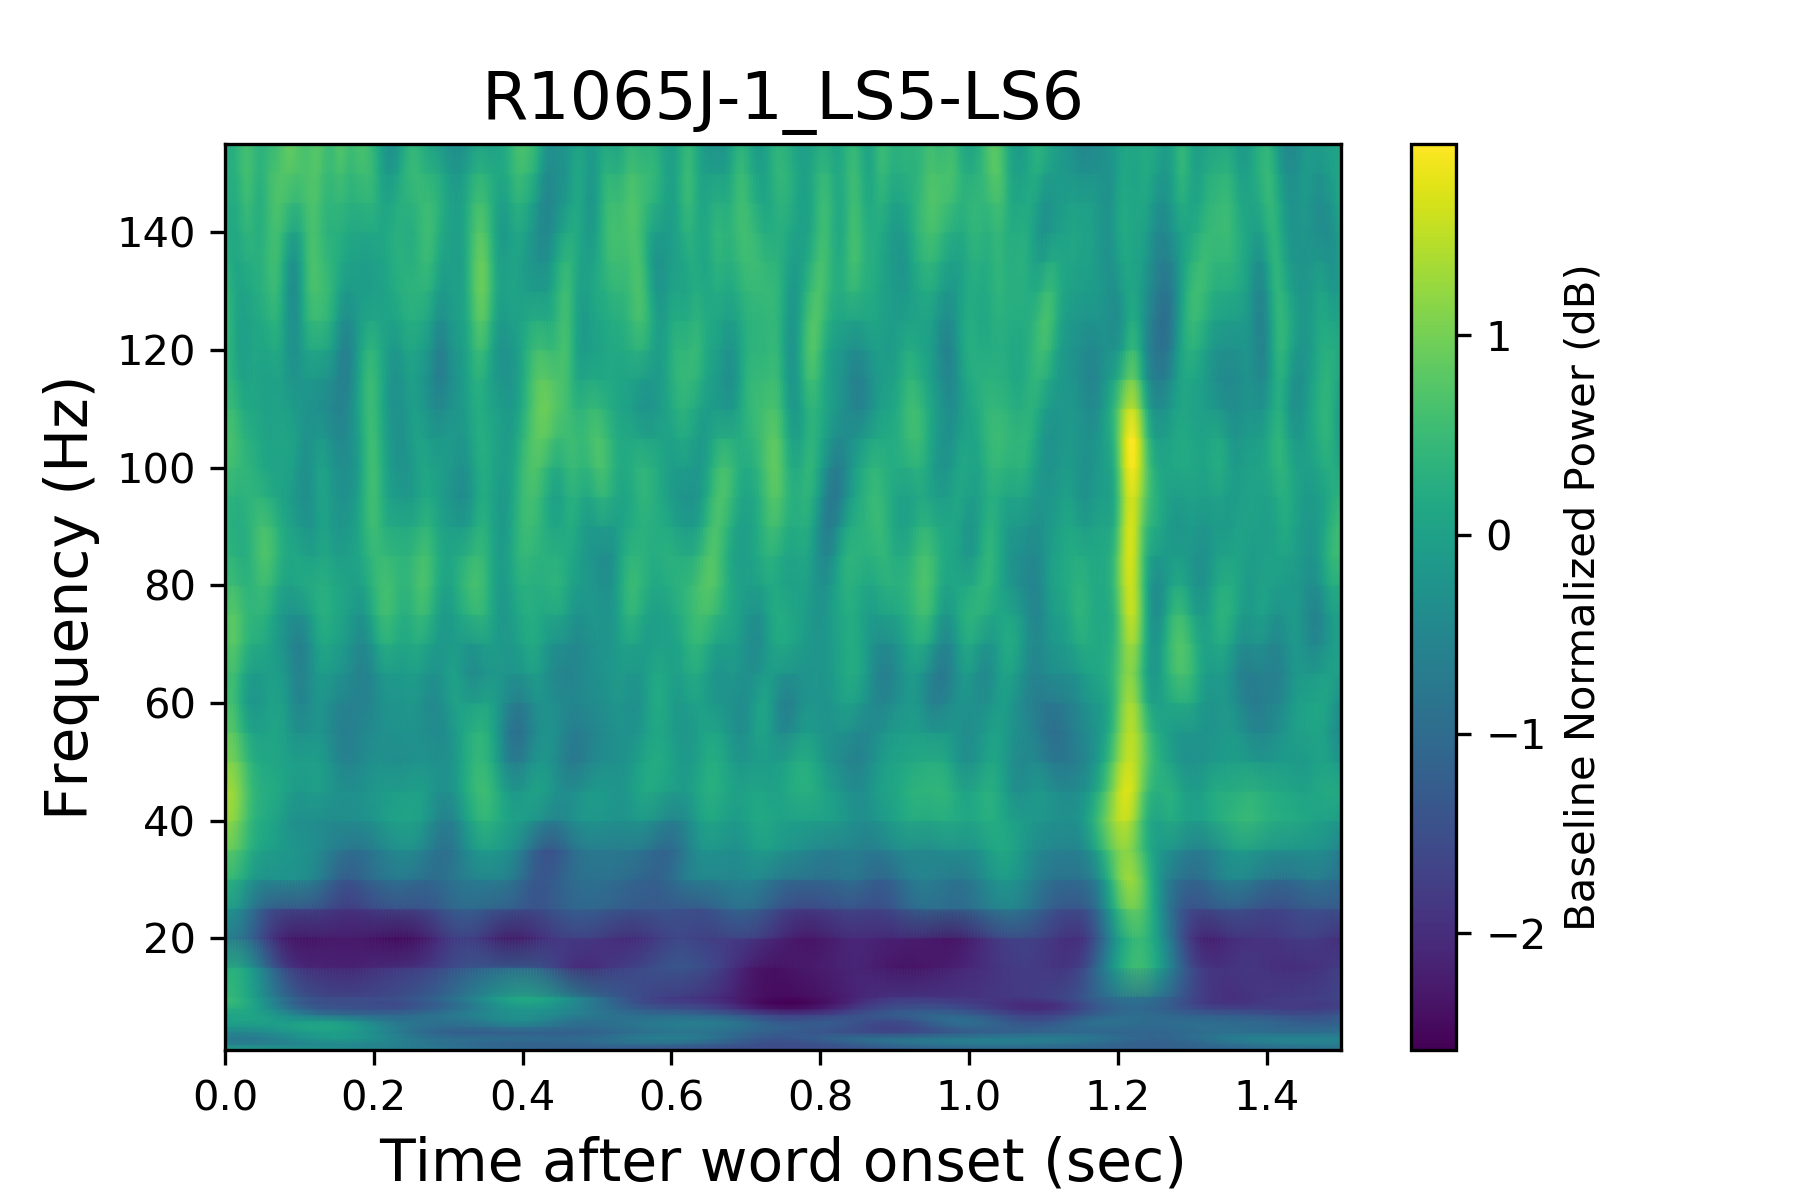 R1065J-1_LS5-LS6
140
120
100
80
60
40
20
Frequency (Hz)
0.0 0.2 0.4 0.6 0.8 1.0 1.2 1.4
Time after word onset (sec)
1
0
−1
−2
Baseline Normalized Power (dB)